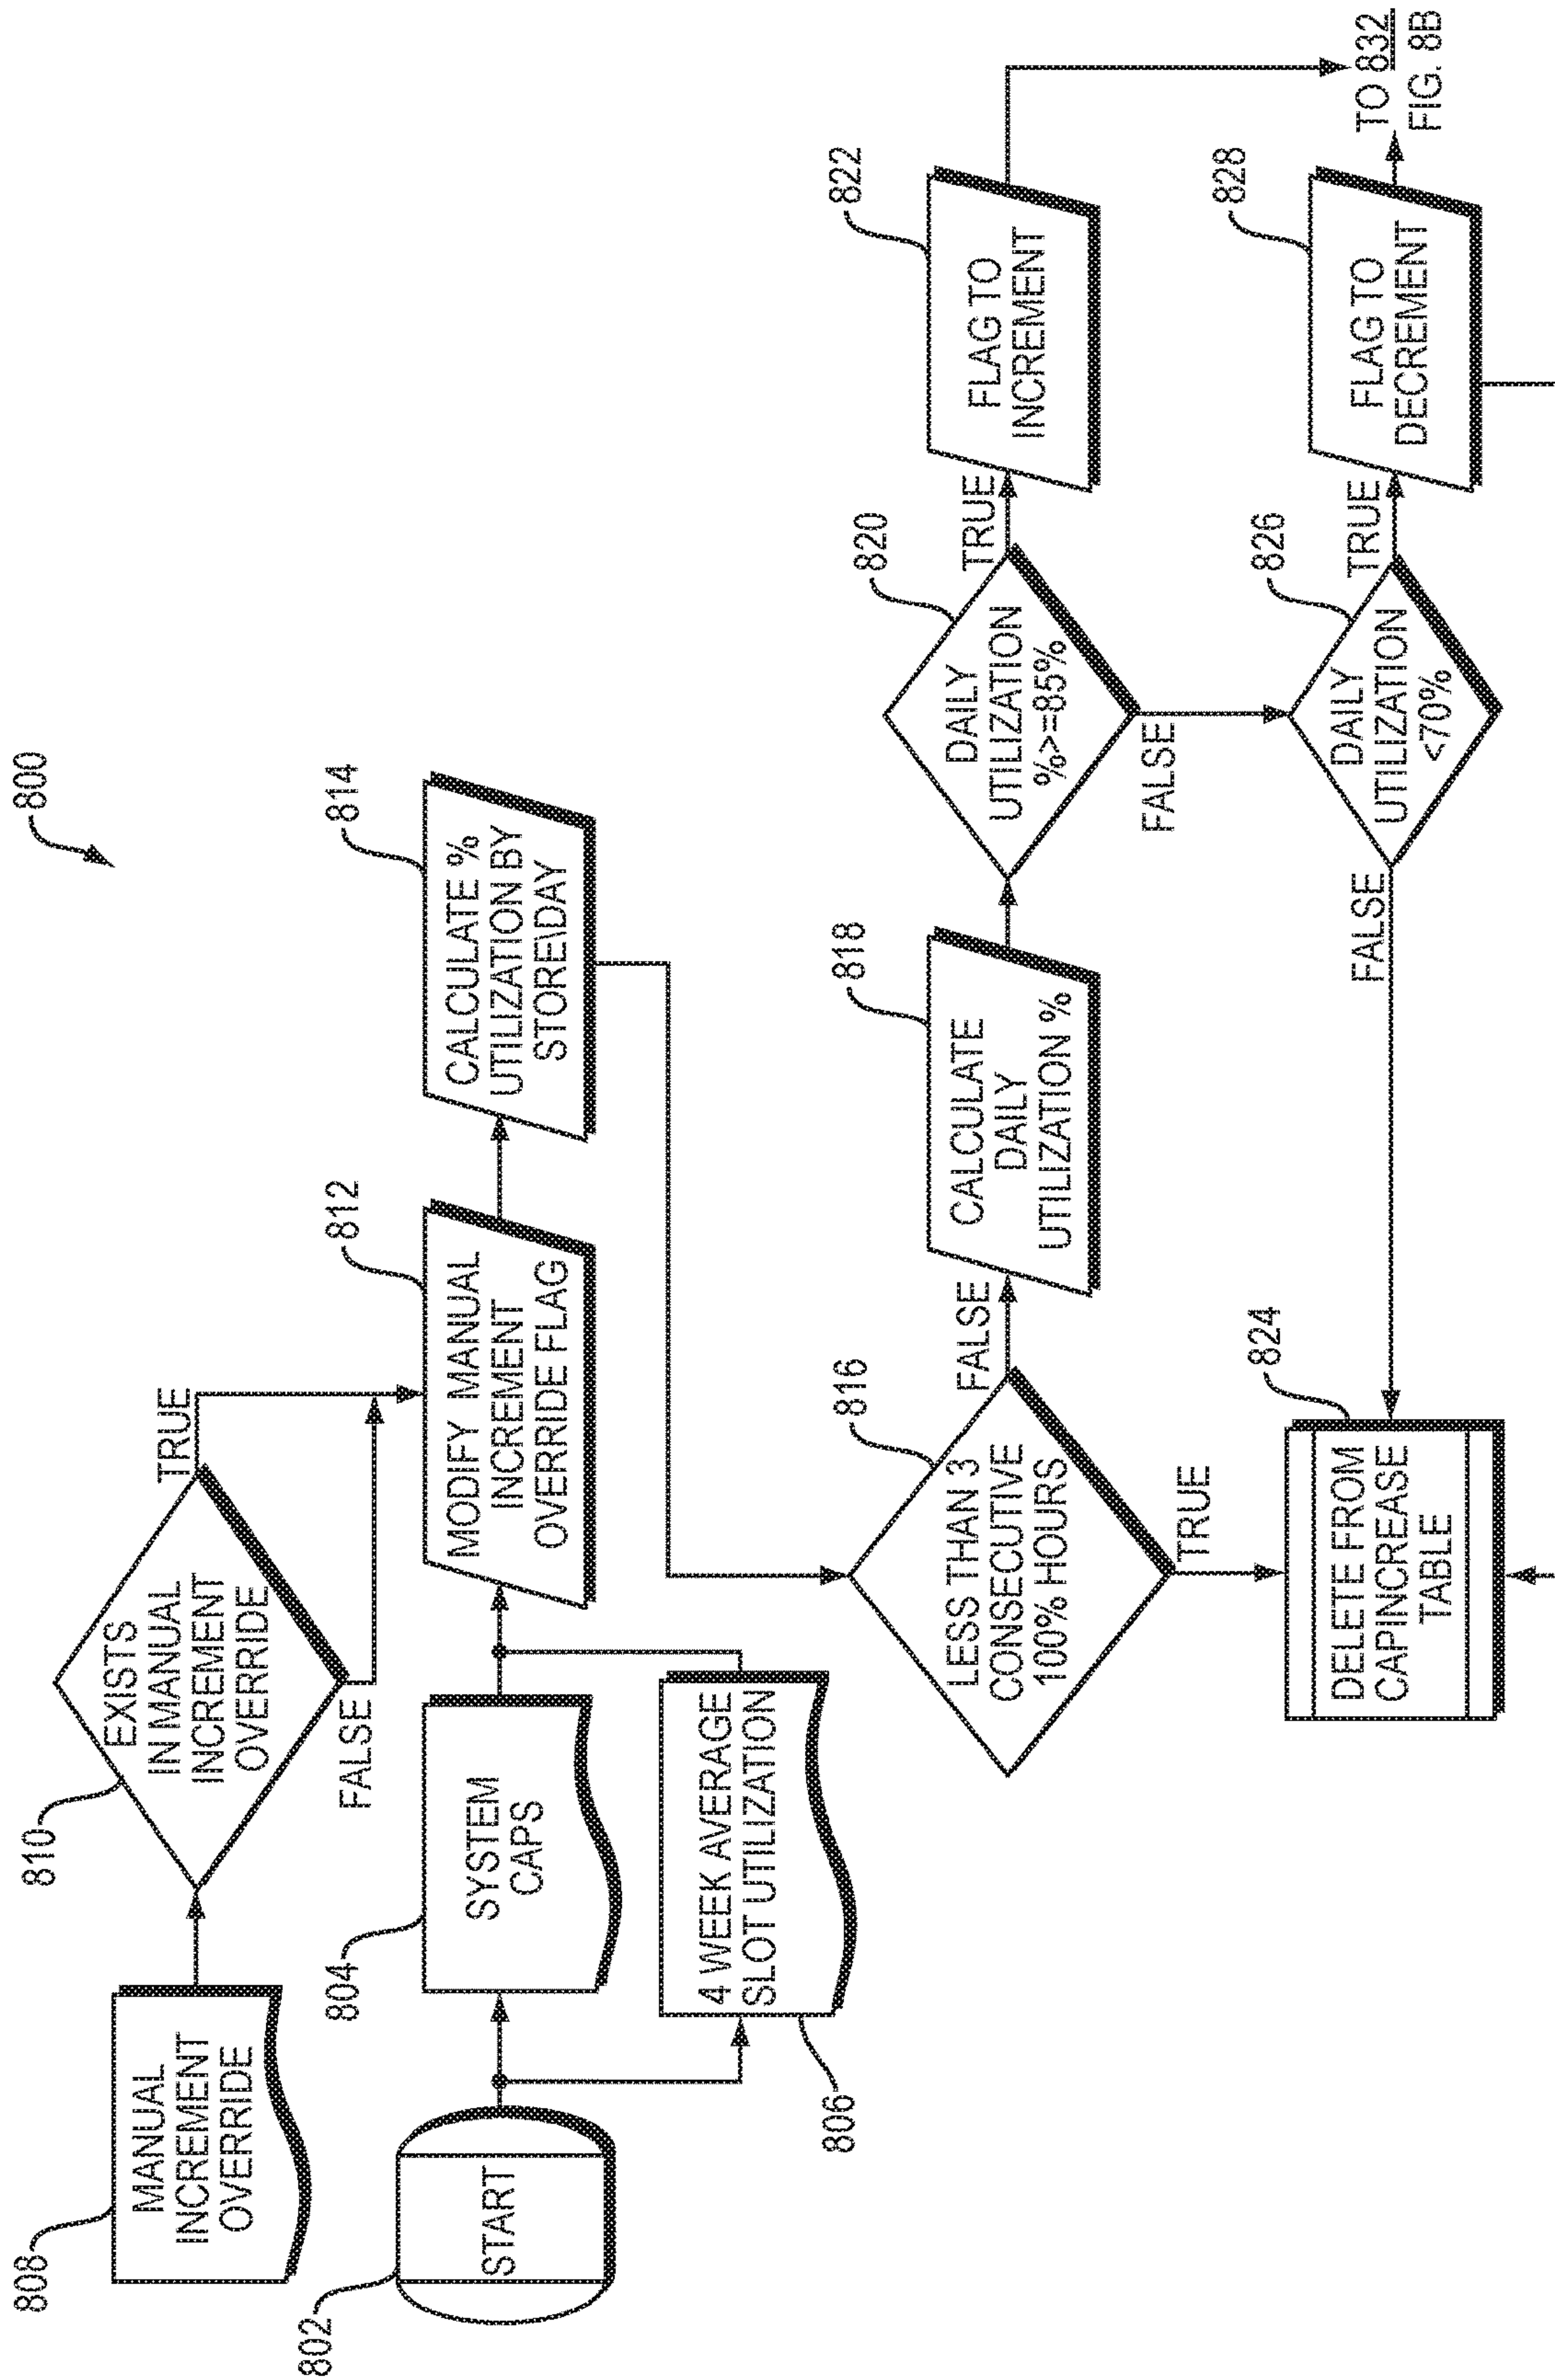 800
808
MANUAL
INCREMENT
OVERRIDE
810
EXISTS
IN MANUAL
INCREMENT
OVERRIDE
TRUE
FALSE
802
START
804
SYSTEM
CAPS
806
4 WEEK AVERAGE
SLOT UTILIZATION
812
MODIFY MANUAL
INCREMENT
OVERRIDE FLAG
814
CALCULATE %
UTILIZATION BY
STORE\DAY
816
LESS THAN 3
CONSECUTIVE
100% HOURS
FALSE
TRUE
818
CALCULATE
DAILY
UTILIZATION %
820
DAILY
UTILIZATION
%>=85%
TRUE
FALSE
822
FLAG TO
INCREMENT
824
DELETE FROM
CAPINCREASE
TABLE
826
DAILY
UTILIZATION
<70%
FALSE
TRUE
828
FLAG TO
DECREMENT
TO 832
FIG. 8B